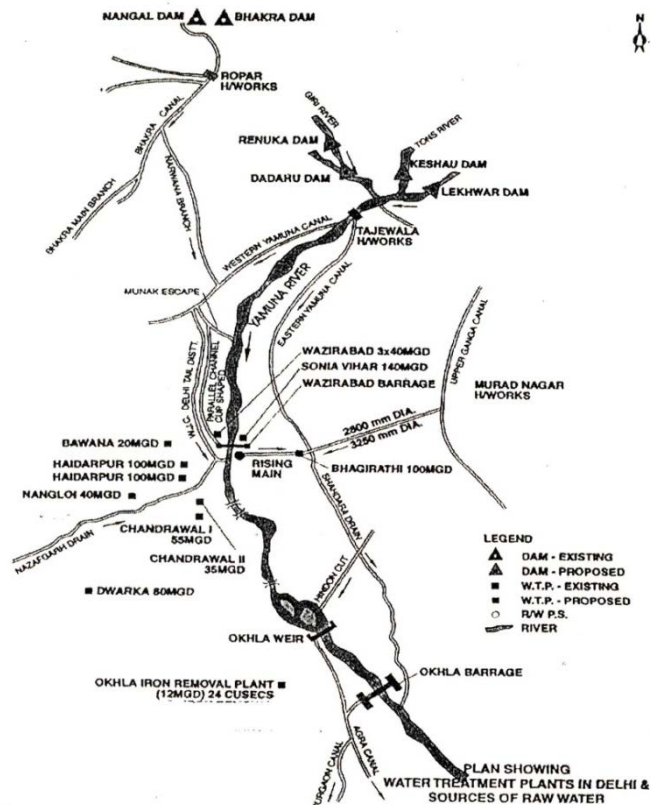 NANGAL DAM
BHAKRA DAM
N
ROPAR
H/WORKS
BHAKRA CANAL
NARWANA BRANCH
BHAKRA MAIN BRANCH
GIRI RIVER
TONS RIVER
RENUKA DAM
DADAHU DAM
KESHAU DAM
LEKHWAR DAM
TAJEWALA
H/WORKS
WESTERN YAMUNA CANAL
MUNAK ESCAPE
YAMUNA RIVER
EASTERN YAMUNA CANAL
UPPER GANGA CANAL
W.J.C. DELHI TAIL DISTT.
PARALLEL CHANNEL
CUP SHAPED
WAZIRABAD 3x40MGD
SONIA VIHAR 140MGD
WAZIRABAD BARRAGE
MURAD NAGAR
H/WORKS
2800 mm DIA.
3250 mm DIA.
BAWANA 20MGD
HAIDARPUR 100MGD
HAIDARPUR 100MGD
NANGLOI 40MGD
RISING
MAIN
BHAGIRATHI 100MGD
NAZAFGARH DRAIN
CHANDRAWAL I
55MGD
CHANDRAWAL II
35MGD
SHAHDARA DRAIN
HINDON CUT
DWARKA 80MGD
OKHLA WEIR
OKHLA IRON REMOVAL PLANT
(12MGD) 24 CUSECS
OKHLA BARRAGE
AGRA CANAL
GURGAON CANAL
LEGEND
DAM - EXISTING
DAM - PROPOSED
W.T.P. - EXISTING
W.T.P. - PROPOSED
R/W P.S.
RIVER
PLAN SHOWING
WATER TREATMENT PLANTS IN DELHI &
SOURCES OF RAW WATER